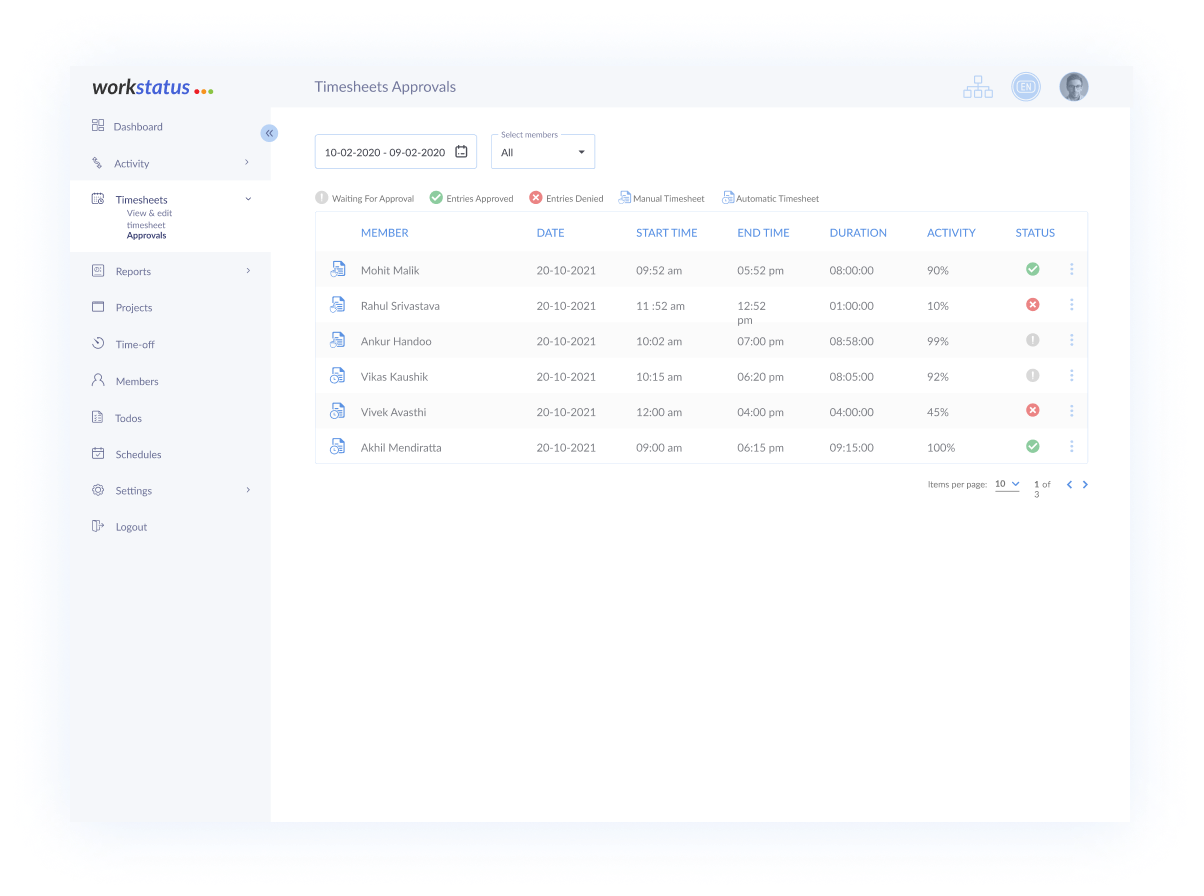 workstatus
Timesheets Approvals
EN
Dashboard
Activity
Timesheets
View & edit
timesheet
Approvals
Reports
Projects
Time-off
Members
Todos
Schedules
Settings
Logout
10-02-2020 - 09-02-2020
Select members
All
Waiting For Approval Entries Approved Entries Denied Manual Timesheet Automatic Timesheet
MEMBER DATE START TIME END TIME DURATION ACTIVITY STATUS
Mohit Malik 20-10-2021 09:52 am 05:52 pm 08:00:00 90%
Rahul Srivastava 20-10-2021 11 :52 am 12:52 01:00:00 10%
pm
Ankur Handoo 20-10-2021 10:02 am 07:00 pm 08:58:00 99%
Vikas Kaushik 20-10-2021 10:15 am 06:20 pm 08:05:00 92%
Vivek Avasthi 20-10-2021 12:00 am 04:00 pm 04:00:00 45%
Akhil Mendiratta 20-10-2021 09:00 am 06:15 pm 09:15:00 100%
Items per page: 10 1 of
3